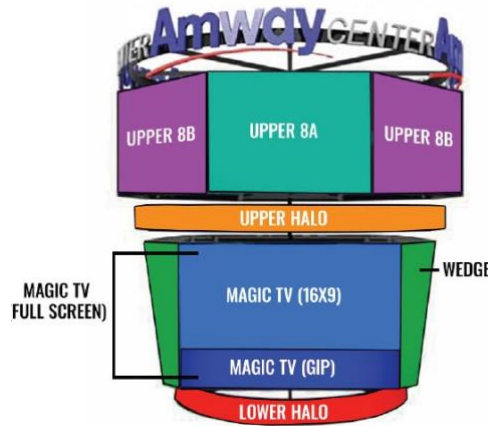 Amway CENTER
UPPER 8B
UPPER 8A
UPPER 8B
UPPER HALO
MAGIC TV
FULL SCREEN)
WEDGE
MAGIC TV (16X9)
MAGIC TV (GIP)
LOWER HALO